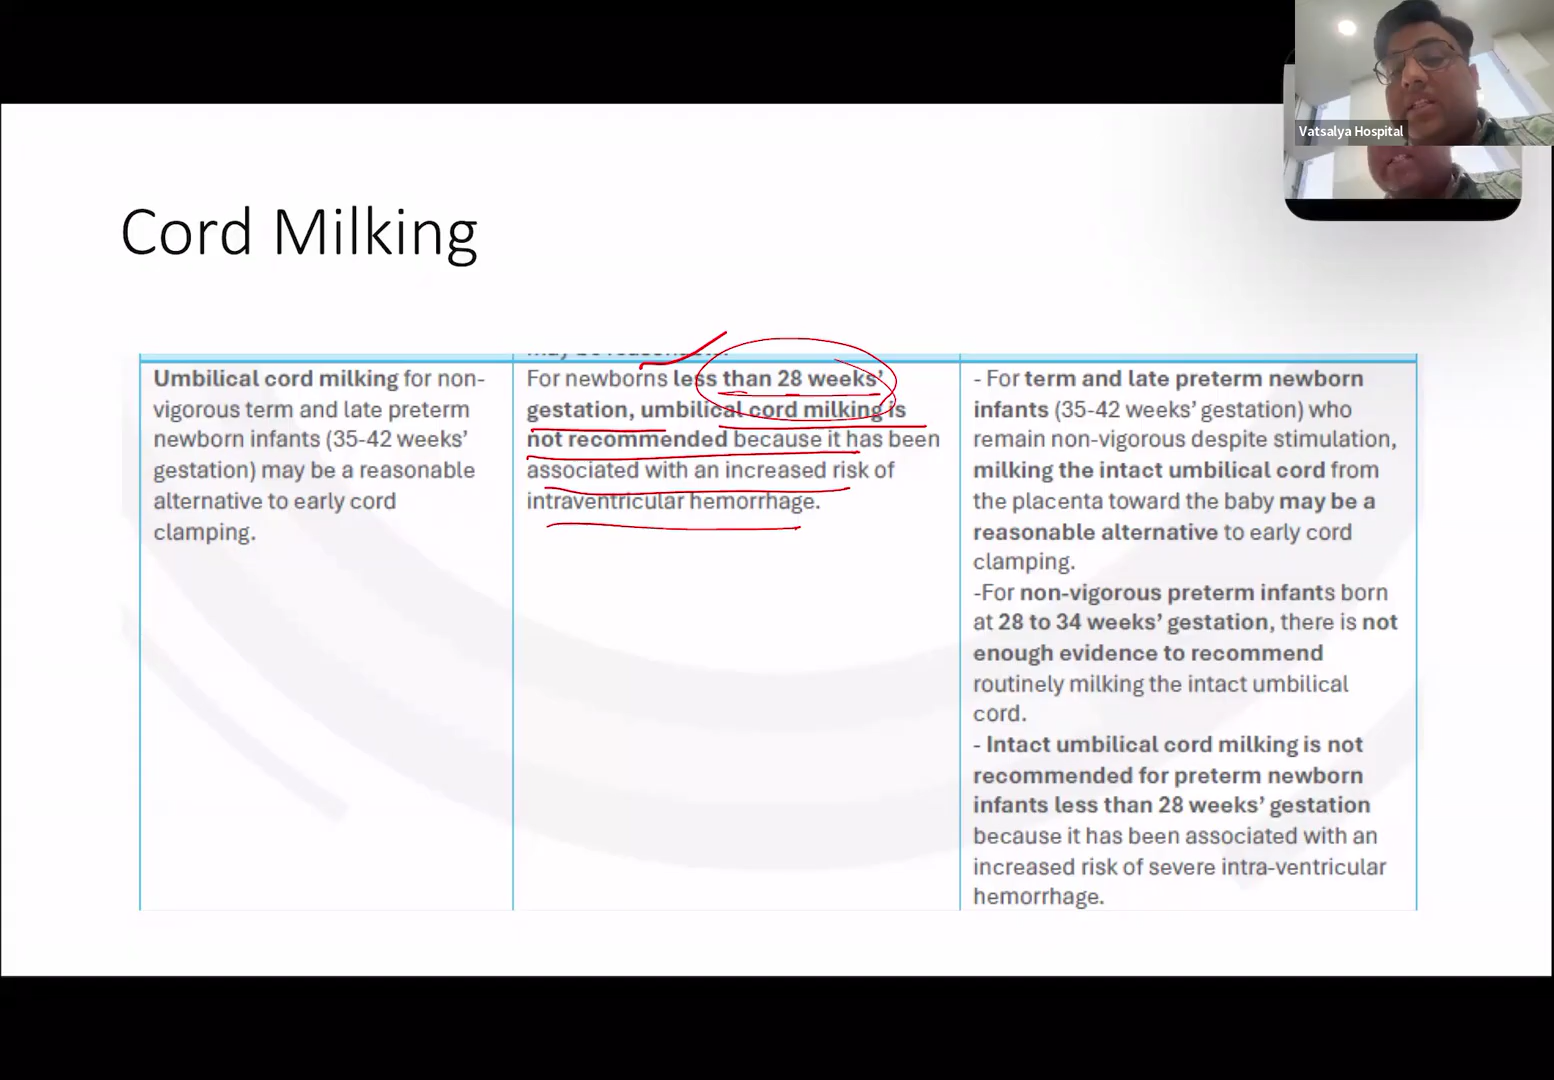 Vatsalya Hospital
Cord Milking
Umbilical cord milking for non-
vigorous term and late preterm
newborn infants (35-42 weeks’
gestation) may be a reasonable
alternative to early cord
clamping.
may be reasonable.
For newborns less than 28 weeks’
gestation, umbilical cord milking is
not recommended because it has been
associated with an increased risk of
intraventricular hemorrhage.
- For term and late preterm newborn
infants (35-42 weeks’ gestation) who
remain non-vigorous despite stimulation,
milking the intact umbilical cord from
the placenta toward the baby may be a
reasonable alternative to early cord
clamping.
-For non-vigorous preterm infants born
at 28 to 34 weeks’ gestation, there is not
enough evidence to recommend
routinely milking the intact umbilical
cord.
- Intact umbilical cord milking is not
recommended for preterm newborn
infants less than 28 weeks’ gestation
because it has been associated with an
increased risk of severe intra-ventricular
hemorrhage.